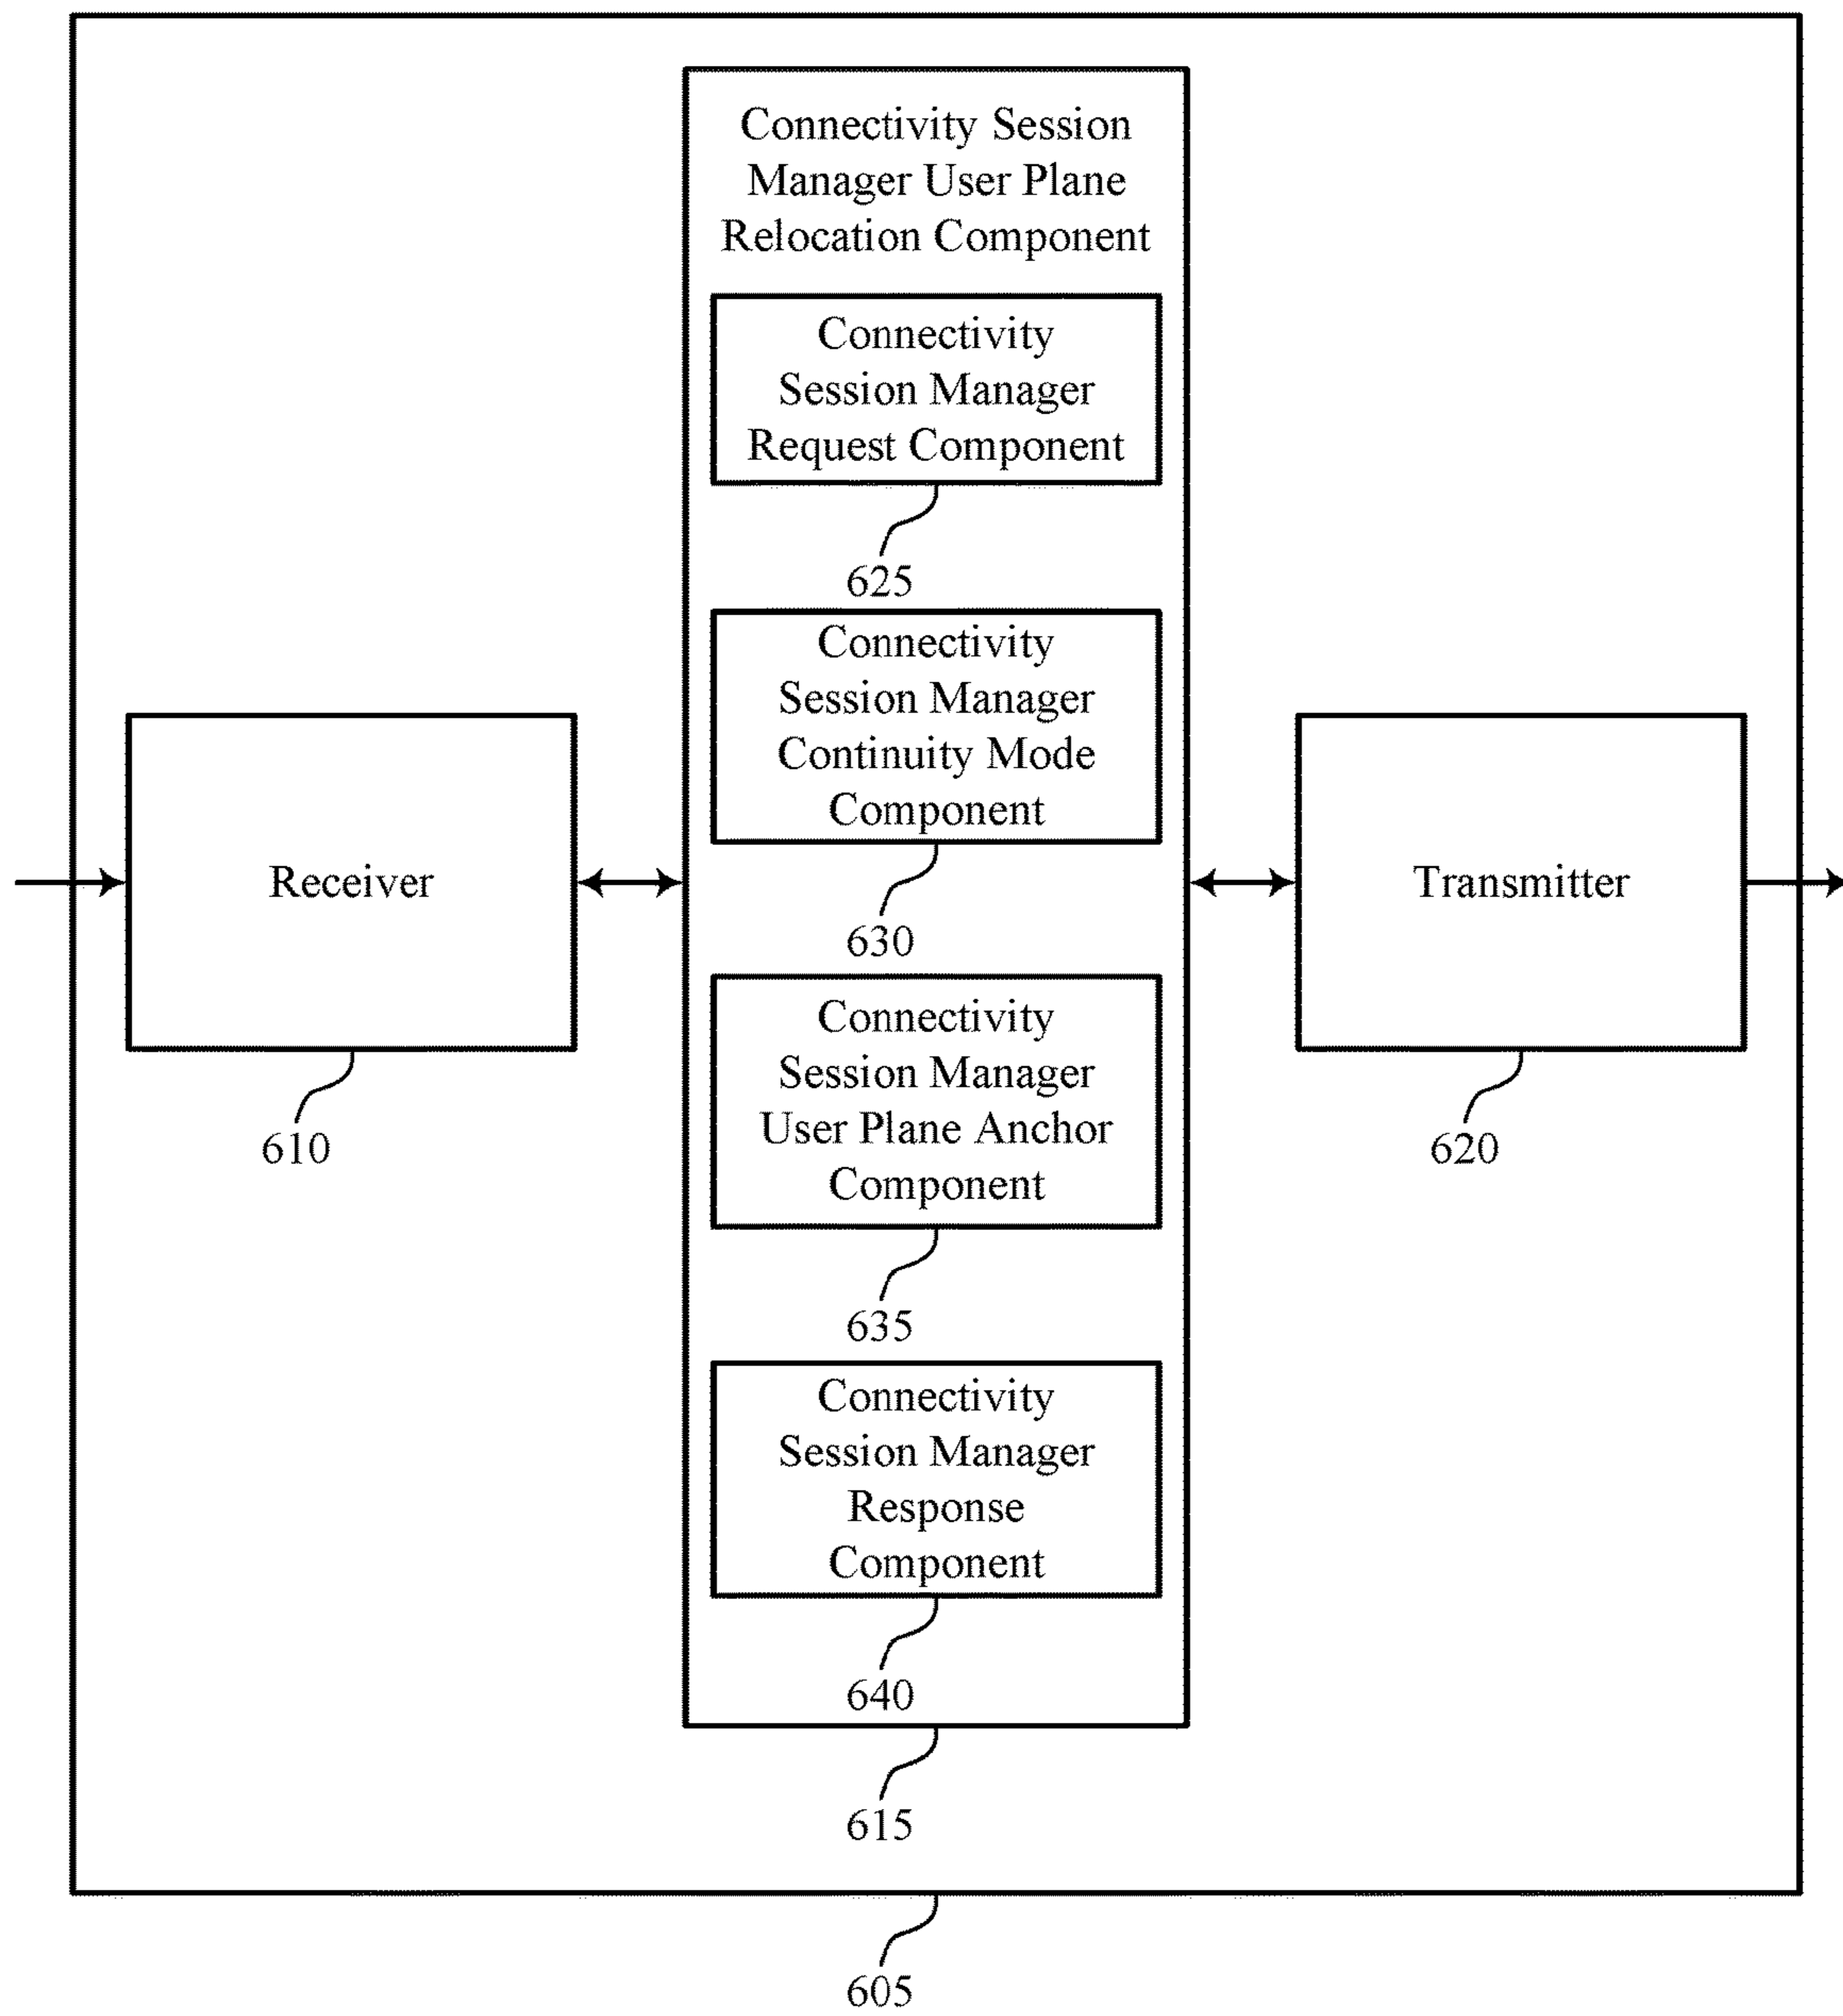 Connectivity Session
Manager User Plane
Relocation Component
Connectivity
Session Manager
Request Component
625
Connectivity
Session Manager
Continuity Mode
Component
630
Receiver
610
Transmitter
620
Connectivity
Session Manager
User Plane Anchor
Component
635
Connectivity
Session Manager
Response
Component
640
615
605